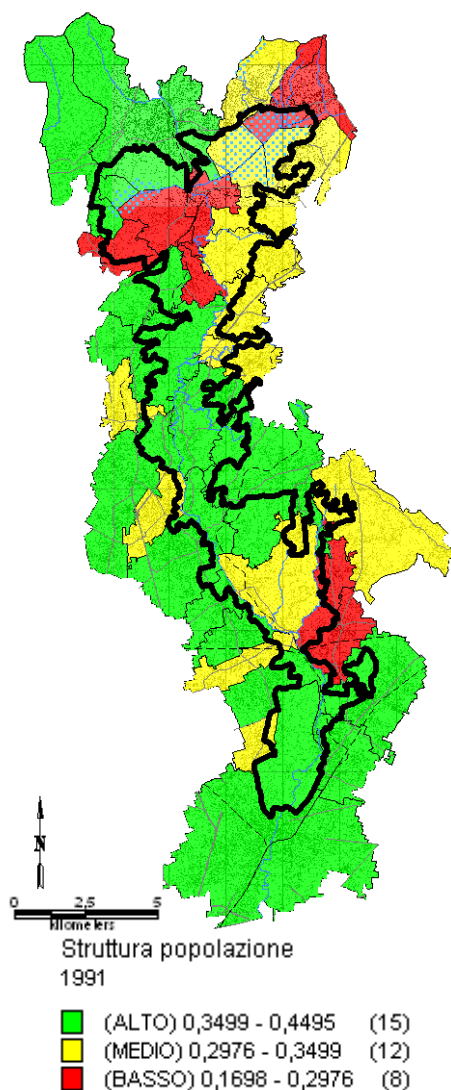 N
0 2,5 5
kilometers
Struttura popolazione
1991
(ALTO) 0,3499 - 0,4495 (15)
(MEDIO) 0,2976 - 0,3499 (12)
(BASSO) 0,1698 - 0,2976 (8)